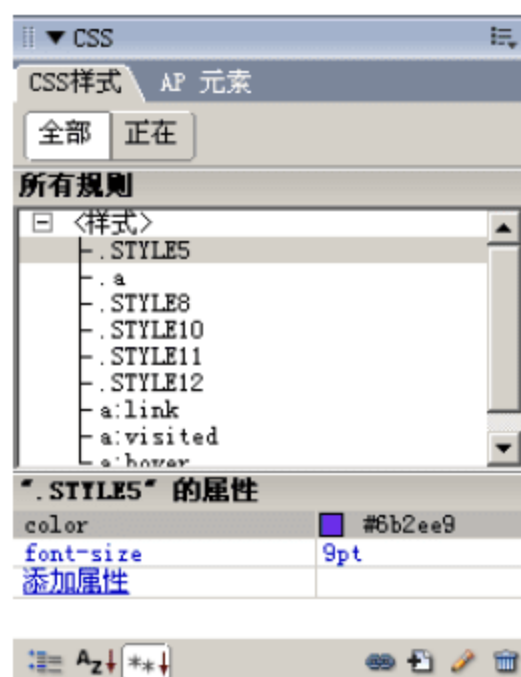 CSS
CSS样式 AP 元素
全部 正在
所有规则
<样式>
.STYLE5
.a
.STYLE8
.STYLE10
.STYLE11
.STYLE12
a:link
a:visited
a:hover
".STYLE5" 的属性
color #6b2ee9
font-size 9pt
添加属性
AZ **